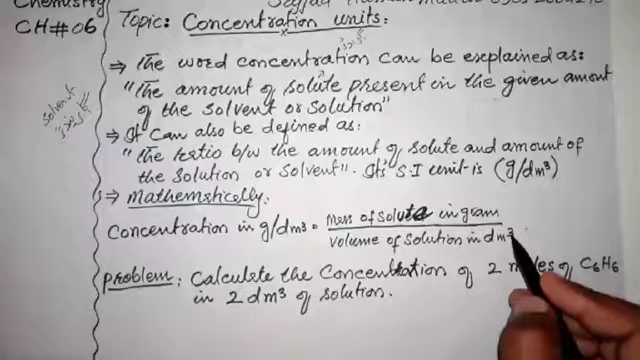 Chemistry
CH#06
Topic: Concentration units:
⇒ The word concentration can be explained as:
"The amount of solute present in the given amont
of the solvent or solution"
⇒ It can also be defined as:
"The ratio b/w the amount of solute and amount of
the solution or solvent". It's S.I unit is (g/dm³)
⇒ Mathematically:
Concentration in g/dm³ = Mass of solute in gram
Volume of solution in dm³
Problem: Calculate the Concentration of 2 moles of C6H6
in 2 dm³ of solution.
solvent